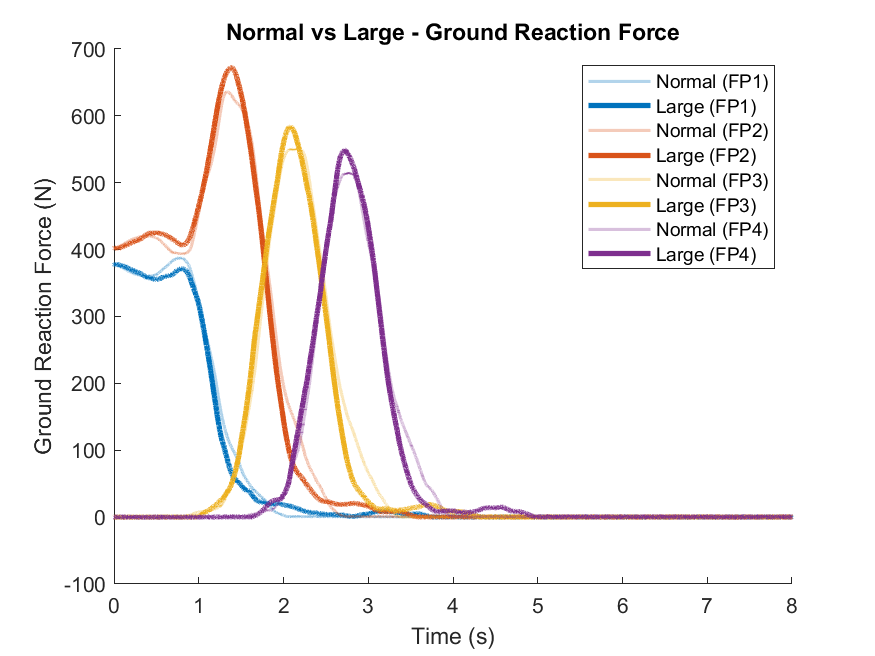 Normal vs Large - Ground Reaction Force
700
600
500
400
300
200
100
0
-100
Ground Reaction Force (N)
0 1 2 3 4 5 6 7 8
Time (s)
Normal (FP1)
Large (FP1)
Normal (FP2)
Large (FP2)
Normal (FP3)
Large (FP3)
Normal (FP4)
Large (FP4)